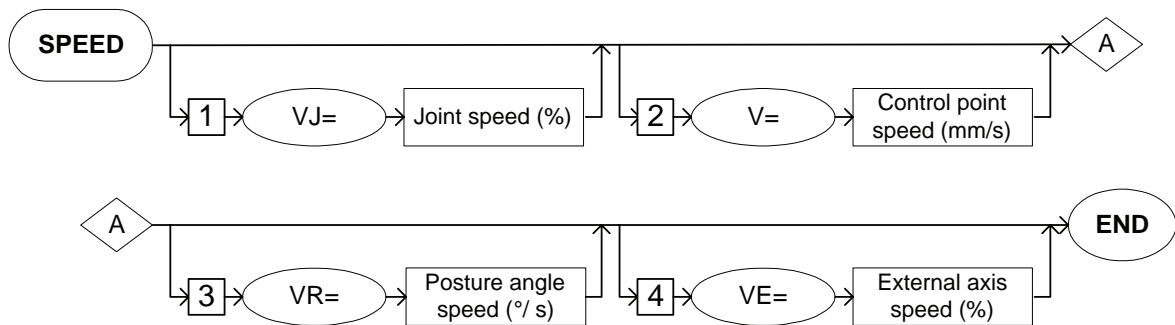 SPEED
A
1
VJ=
Joint speed (%)
2
V=
Control point
speed (mm/s)
A
END
3
VR=
Posture angle
speed (°/ s)
4
VE=
External axis
speed (%)